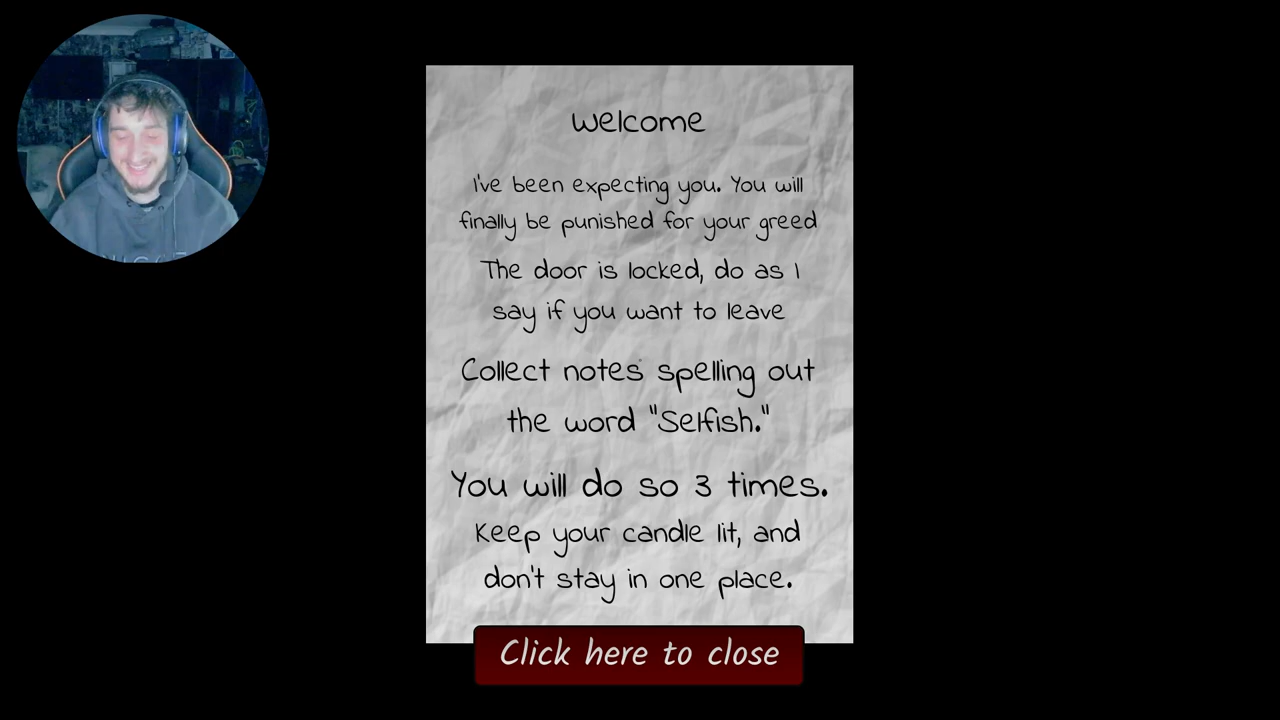 welcome
I've been expecting you. You will
finally be punished for your greed
The door is locked, do as I
say if you want to leave
Collect notes spelling out
the word "Selfish."
You will do so 3 times.
Keep your candle lit, and
don't stay in one place.
Click here to close